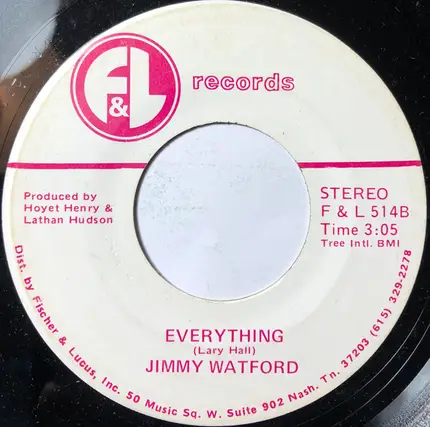 F&L
records
Produced by
Hoyet Henry &
Lathan Hudson
STEREO
F & L 514B
Time 3:05
Tree Intl. BMI
EVERYTHING
(Lary Hall)
JIMMY WATFORD
Dist. by Fischer & Lucus, Inc. 50 Music Sq. W. Suite 902 Nash. Tn. 37203 (615) 329-2278